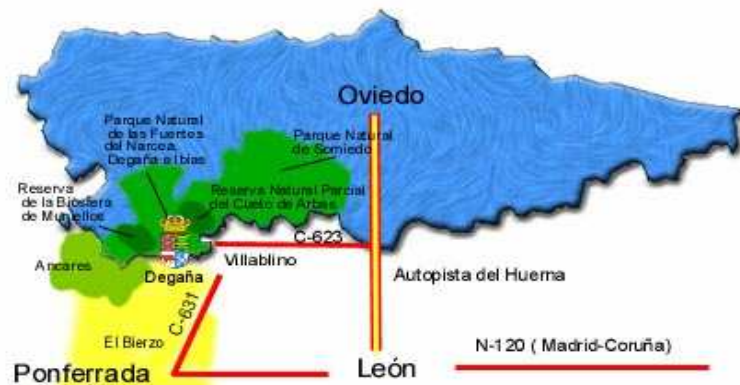 Oviedo
Parque Natural
de las Fuentes
del Narcea,
Degaña e Ibias
Parque Natural
de Somiedo
Reserva
de la Biosfera
de Muniellos
Reserva Natural Parcial
del Cueto de Arbas
C-623
Ancares
Degaña
Villablino
Autopista del Huerna
C-631
El Bierzo
N-120 ( Madrid-Coruña)
Ponferrada
León